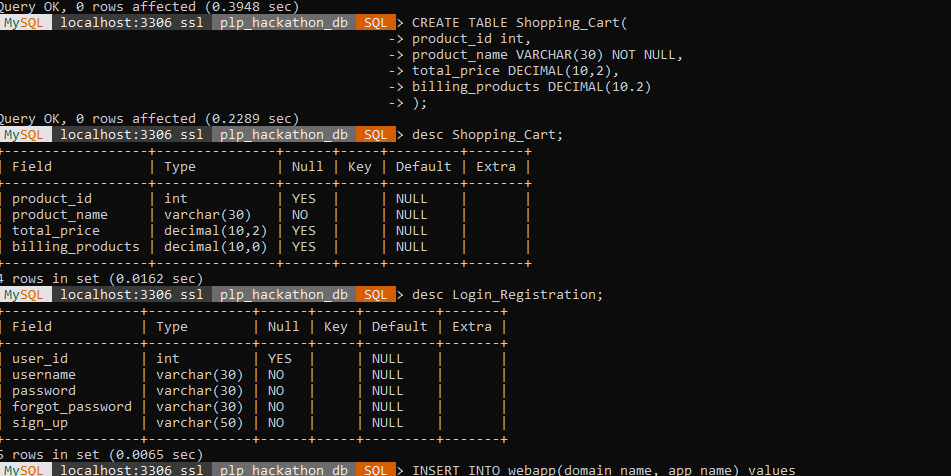 Query OK, 0 rows affected (0.3948 sec)
MySQL localhost:3306 ssl plp_hackathon_db SQL > CREATE TABLE Shopping_Cart(
-> product_id int,
-> product_name VARCHAR(30) NOT NULL,
-> total_price DECIMAL(10,2),
-> billing_products DECIMAL(10.2)
-> );
Query OK, 0 rows affected (0.2289 sec)
MySQL localhost:3306 ssl plp_hackathon_db SQL > desc Shopping_Cart;
+------------------+---------------+------+-----+---------+-------+
| Field            | Type          | Null | Key | Default | Extra |
+------------------+---------------+------+-----+---------+-------+
| product_id       | int           | YES  |     | NULL    |       |
| product_name     | varchar(30)   | NO   |     | NULL    |       |
| total_price      | decimal(10,2) | YES  |     | NULL    |       |
| billing_products | decimal(10,0) | YES  |     | NULL    |       |
+------------------+---------------+------+-----+---------+-------+
4 rows in set (0.0162 sec)
MySQL localhost:3306 ssl plp_hackathon_db SQL > desc Login_Registration;
+-----------------+-------------+------+-----+---------+-------+
| Field           | Type        | Null | Key | Default | Extra |
+-----------------+-------------+------+-----+---------+-------+
| user_id         | int         | YES  |     | NULL    |       |
| username        | varchar(30) | NO   |     | NULL    |       |
| password        | varchar(30) | NO   |     | NULL    |       |
| forgot_password | varchar(30) | NO   |     | NULL    |       |
| sign_up         | varchar(50) | NO   |     | NULL    |       |
+-----------------+-------------+------+-----+---------+-------+
5 rows in set (0.0065 sec)
MySQL localhost:3306 ssl plp_hackathon_db SQL > INSERT INTO webapp(domain_name, app_name) values